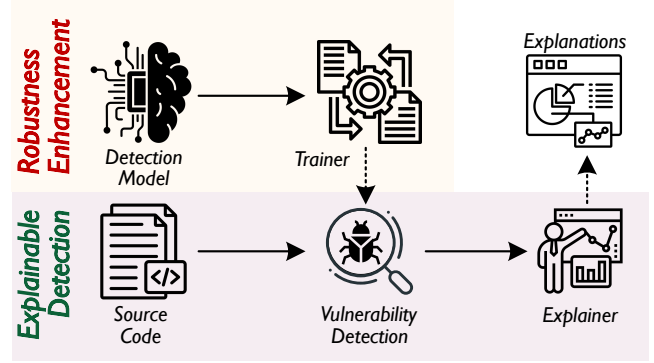 Robustness
Enhancement
Detection
Model
Trainer
Explanations
Explainable
Detection
Source
Code
</>
Vulnerability
Detection
Explainer